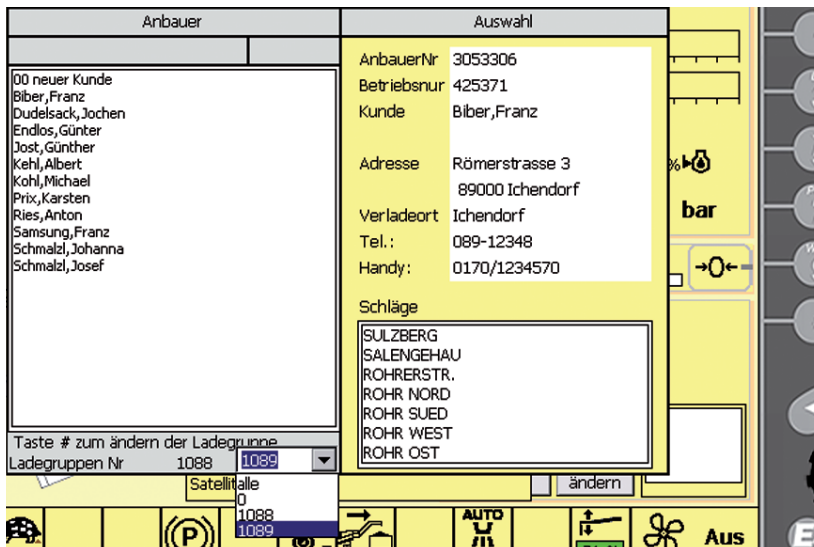 Anbauer
Auswahl
00 neuer Kunde
Biber,Franz
Dudelsack,Jochen
Endlos,Günter
Jost,Günther
Kehl,Albert
Kohl,Michael
Prix,Karsten
Ries,Anton
Samsung,Franz
Schmalzl,Johanna
Schmalzl,Josef
Taste # zum ändern der Ladegruppe
Ladegruppen Nr 1088 1089
alle
0
1088
1089
AnbauerNr 3053306
Betriebsnur 425371
Kunde Biber,Franz
Adresse Römerstrasse 3
89000 Ichendorf
Verladeort Ichendorf
Tel.: 089-12348
Handy: 0170/1234570
Schläge
SULZBERG
SALENGEHAU
ROHRERSTR.
ROHR NORD
ROHR SUED
ROHR WEST
ROHR OST
%
bar
→0←
Satellit
ändern
(P)
AUTO
Aus
E